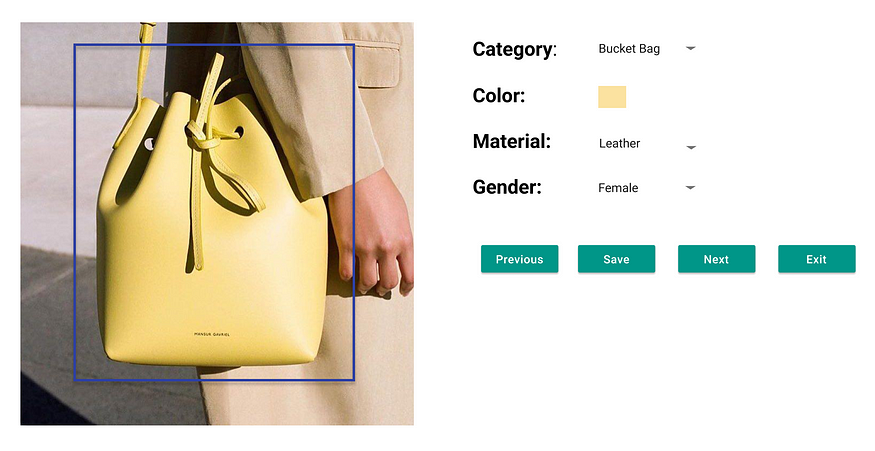 Category: Bucket Bag
Color:
Material: Leather
Gender: Female
Previous Save Next Exit
MANSUR GAVRIEL